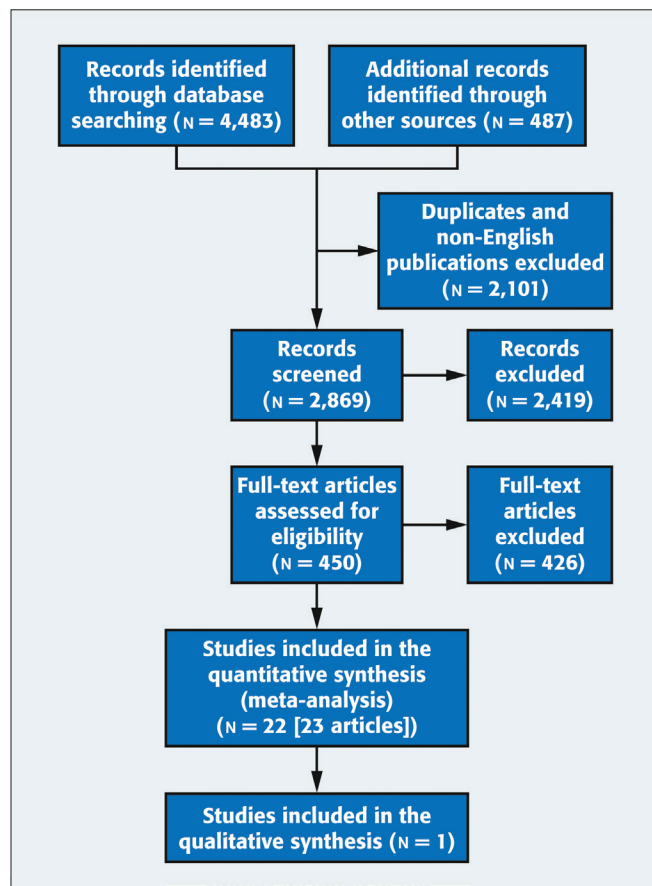 Records identified
through database
searching (N = 4,483)
Additional records
identified through
other sources (N = 487)
Duplicates and
non-English
publications excluded
(N = 2,101)
Records
screened
(N = 2,869)
Records
excluded
(N = 2,419)
Full-text articles
assessed for
eligibility
(N = 450)
Full-text
articles
excluded
(N = 426)
Studies included in the
quantitative synthesis
(meta-analysis)
(N = 22 [23 articles])
Studies included in the
qualitative synthesis (N = 1)